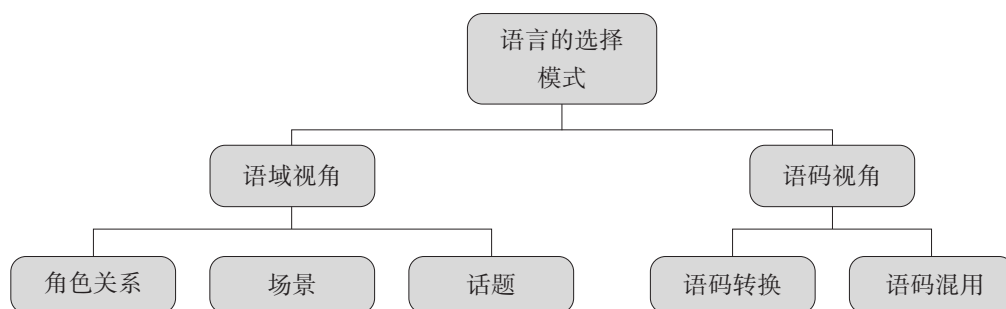 语言的选择
模式
语域视角
语码视角
角色关系
场景
话题
语码转换
语码混用